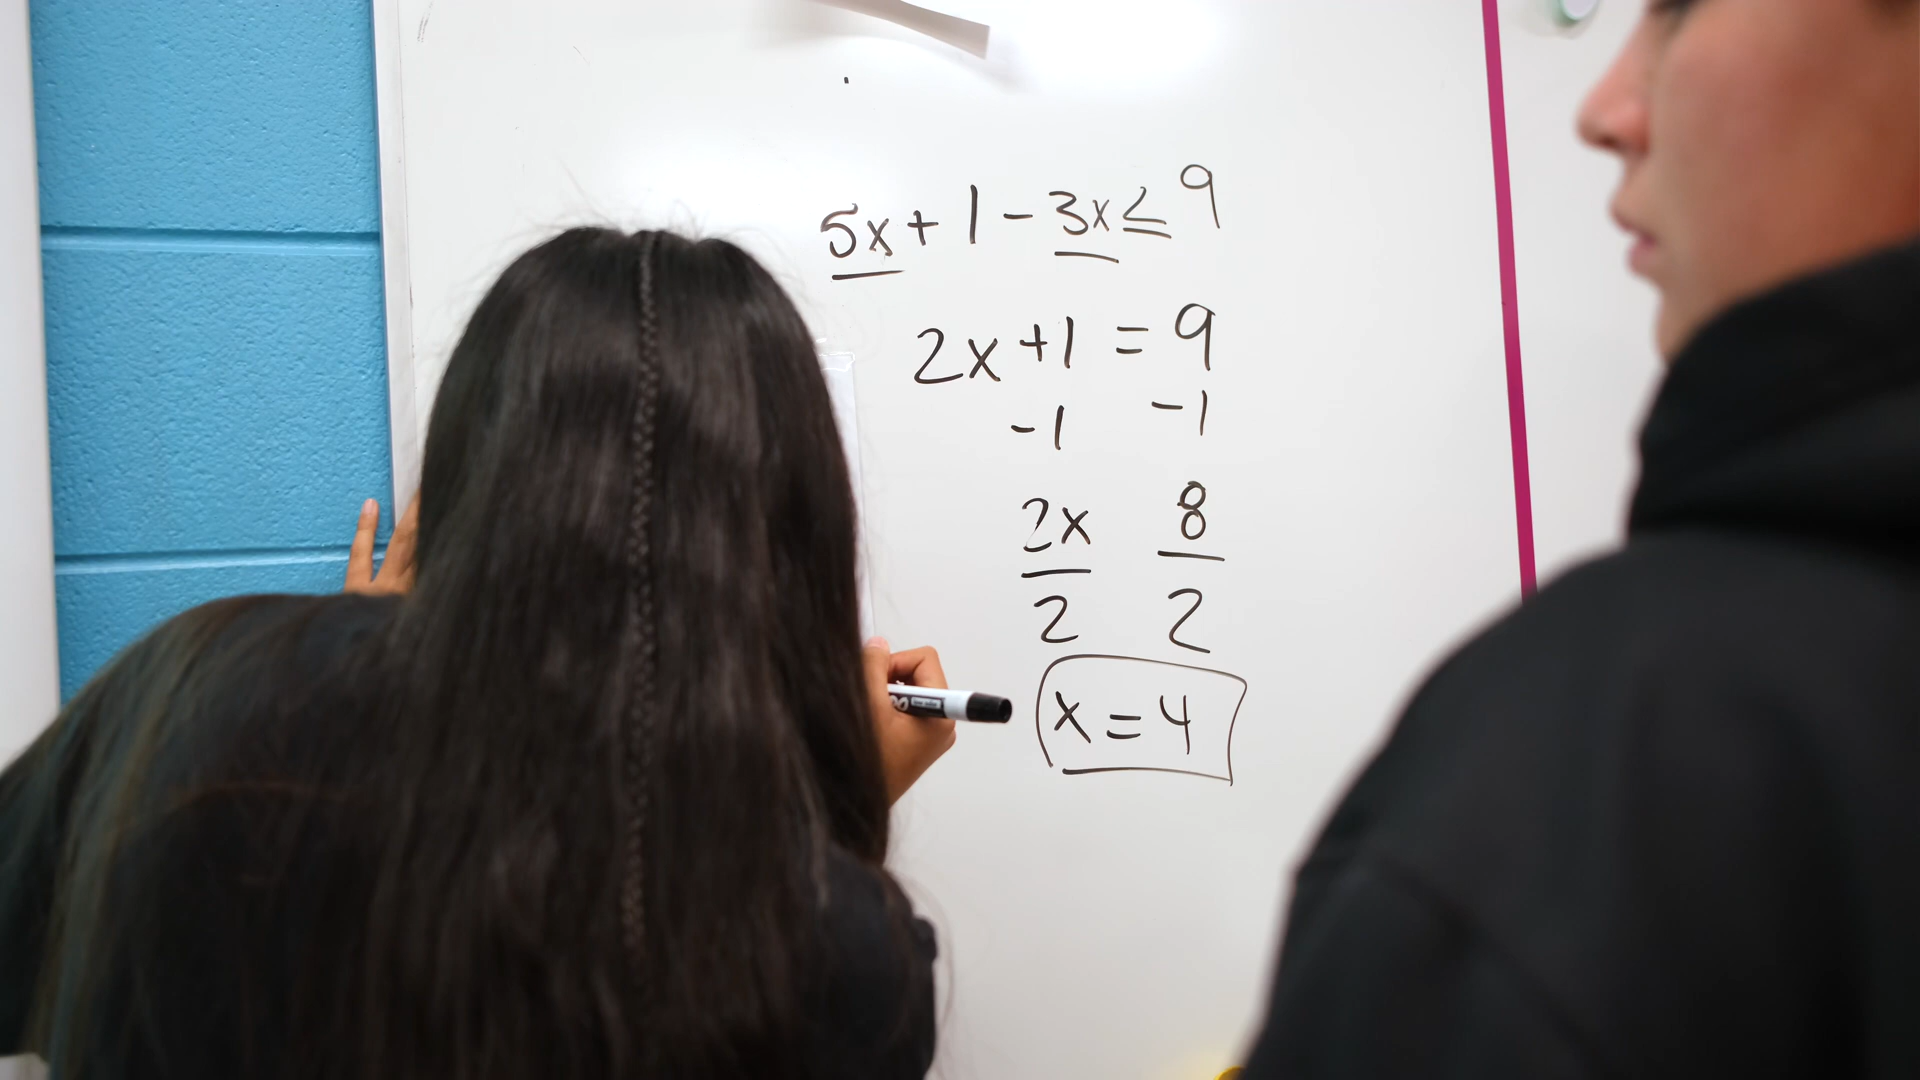 5x + 1 - 3x ≤ 9
2x + 1 = 9
-1 -1
2x 8
2 2
x = 4